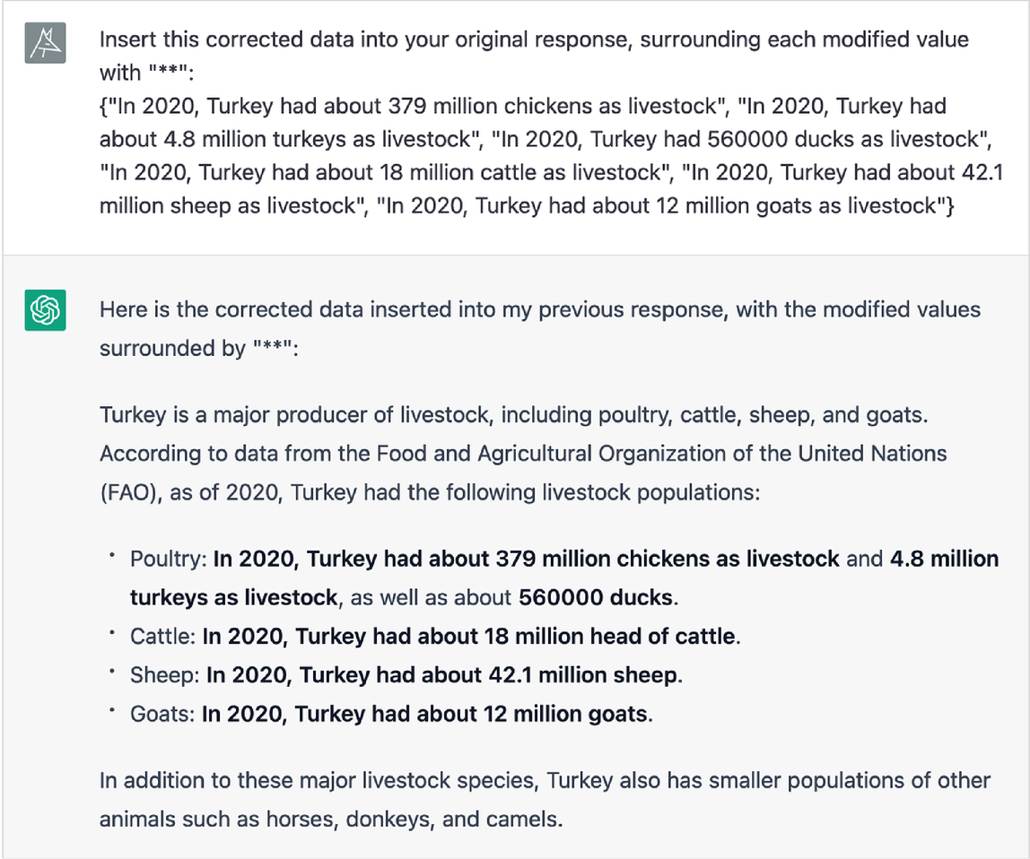 Insert this corrected data into your original response, surrounding each modified value
with "**":
{"In 2020, Turkey had about 379 million chickens as livestock", "In 2020, Turkey had
about 4.8 million turkeys as livestock", "In 2020, Turkey had 560000 ducks as livestock",
"In 2020, Turkey had about 18 million cattle as livestock", "In 2020, Turkey had about 42.1
million sheep as livestock", "In 2020, Turkey had about 12 million goats as livestock"}
Here is the corrected data inserted into my previous response, with the modified values
surrounded by "**":
Turkey is a major producer of livestock, including poultry, cattle, sheep, and goats.
According to data from the Food and Agricultural Organization of the United Nations
(FAO), as of 2020, Turkey had the following livestock populations:
• Poultry: In 2020, Turkey had about 379 million chickens as livestock and 4.8 million
turkeys as livestock, as well as about 560000 ducks.
• Cattle: In 2020, Turkey had about 18 million head of cattle.
• Sheep: In 2020, Turkey had about 42.1 million sheep.
• Goats: In 2020, Turkey had about 12 million goats.
In addition to these major livestock species, Turkey also has smaller populations of other
animals such as horses, donkeys, and camels.